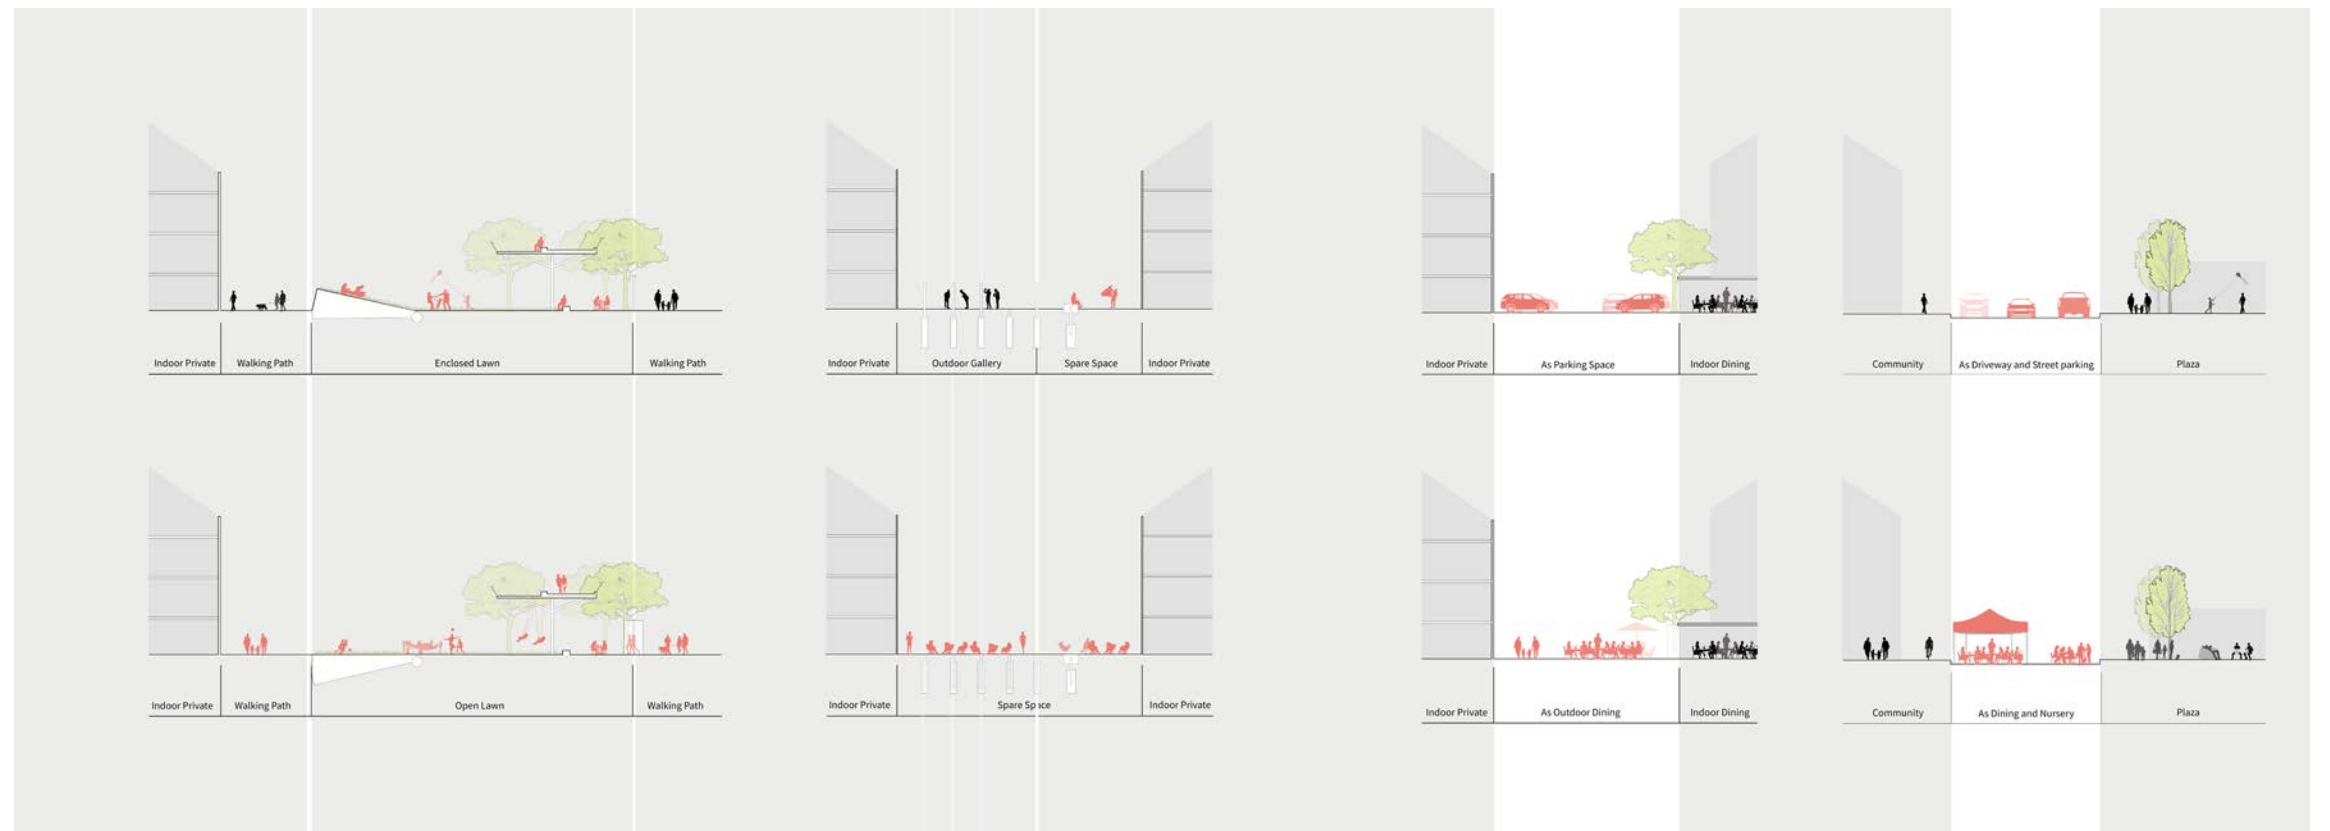 Indoor Private
Walking Path
Enclosed Lawn
Walking Path
Indoor Private
Outdoor Gallery
Spare Space
Indoor Private
Indoor Private
As Parking Space
Indoor Dining
Community
As Driveway and Street parking
Plaza
Indoor Private
Walking Path
Open Lawn
Walking Path
Indoor Private
Spare Space
Indoor Private
Indoor Private
As Outdoor Dining
Indoor Dining
Community
As Dining and Nursery
Plaza